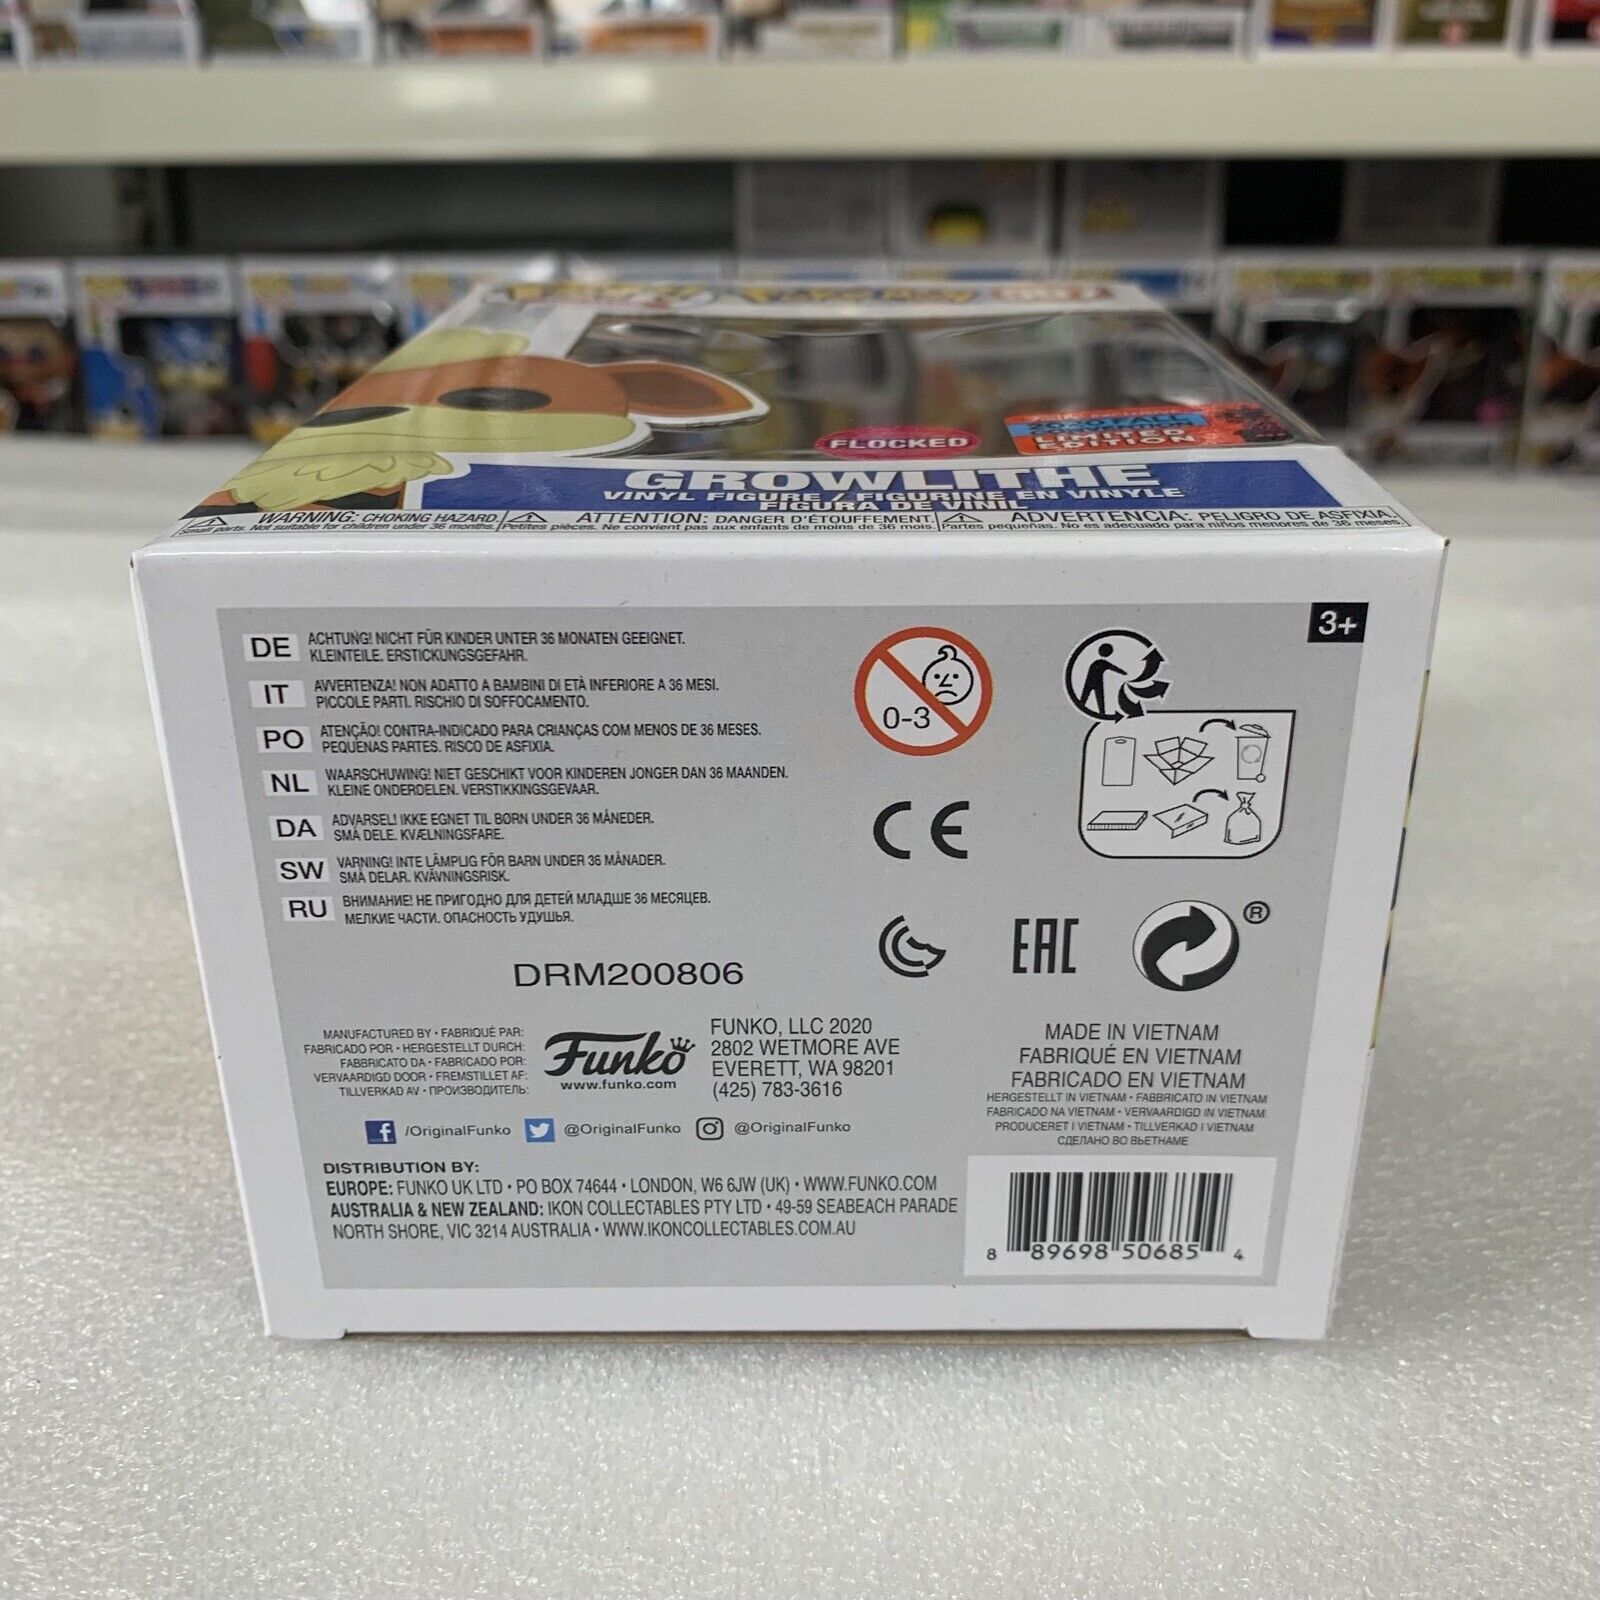 FLOCKED
2020 FALL
LIMITED
EDITION
GROWLITHE
VINYL FIGURE / FIGURINE EN VINYLE
FIGURA DE VINIL
WARNING: CHOKING HAZARD.
Small parts. Not suitable for children under 36 months.
ATTENTION: DANGER D'ÉTOUFFEMENT.
Petites pièces. Ne convient pas aux enfants de moins de 36 mois.
ADVERTENCIA: PELIGRO DE ASFIXIA.
Partes pequeñas. No es adecuado para niños menores de 36 meses.
3+
DE ACHTUNG! NICHT FÜR KINDER UNTER 36 MONATEN GEEIGNET.
KLEINTEILE. ERSTICKUNGSGEFAHR.
IT AVVERTENZA! NON ADATTO A BAMBINI DI ETÀ INFERIORE A 36 MESI.
PICCOLE PARTI. RISCHIO DI SOFFOCAMENTO.
PO ATENÇÃO! CONTRA-INDICADO PARA CRIANÇAS COM MENOS DE 36 MESES.
PEQUENAS PARTES. RISCO DE ASFIXIA.
NL WAARSCHUWING! NIET GESCHIKT VOOR KINDEREN JONGER DAN 36 MAANDEN.
KLEINE ONDERDELEN. VERSTIKKINGSGEVAAR.
DA ADVARSEL! IKKE EGNET TIL BØRN UNDER 36 MÅNEDER.
SMÅ DELE. KVÆLNINGSFARE.
SW VARNING! INTE LÄMPLIG FÖR BARN UNDER 36 MÅNADER.
SMÅ DELAR. KVÄVNINGSRISK.
RU ВНИМАНИЕ! НЕ ПРИГОДНО ДЛЯ ДЕТЕЙ МЛАДШЕ 36 МЕСЯЦЕВ.
МЕЛКИЕ ЧАСТИ. ОПАСНОСТЬ УДУШЬЯ.
0-3
CE
EAC
®
DRM200806
MANUFACTURED BY • FABRIQUÉ PAR:
FABRICADO POR • HERGESTELLT DURCH:
FABBRICATO DA • FABRICADO POR:
VERVAARDIGD DOOR • FREMSTILLET AF:
TILLVERKAD AV • ПРОИЗВОДИТЕЛЬ:
Funko
www.funko.com
FUNKO, LLC 2020
2802 WETMORE AVE
EVERETT, WA 98201
(425) 783-3616
/OriginalFunko @OriginalFunko @OriginalFunko
MADE IN VIETNAM
FABRIQUÉ EN VIETNAM
FABRICADO EN VIETNAM
HERGESTELLT IN VIETNAM • FABBRICATO IN VIETNAM
FABRICADO NA VIETNAM • VERVAARDIGD IN VIETNAM
PRODUCERET I VIETNAM • TILLVERKAD I VIETNAM
СДЕЛАНО ВО ВЬЕТНАМЕ
DISTRIBUTION BY:
EUROPE: FUNKO UK LTD • PO BOX 74644 • LONDON, W6 6JW (UK) • WWW.FUNKO.COM
AUSTRALIA & NEW ZEALAND: IKON COLLECTABLES PTY LTD • 49-59 SEABEACH PARADE
NORTH SHORE, VIC 3214 AUSTRALIA • WWW.IKONCOLLECTABLES.COM.AU
8 89698 50685 4